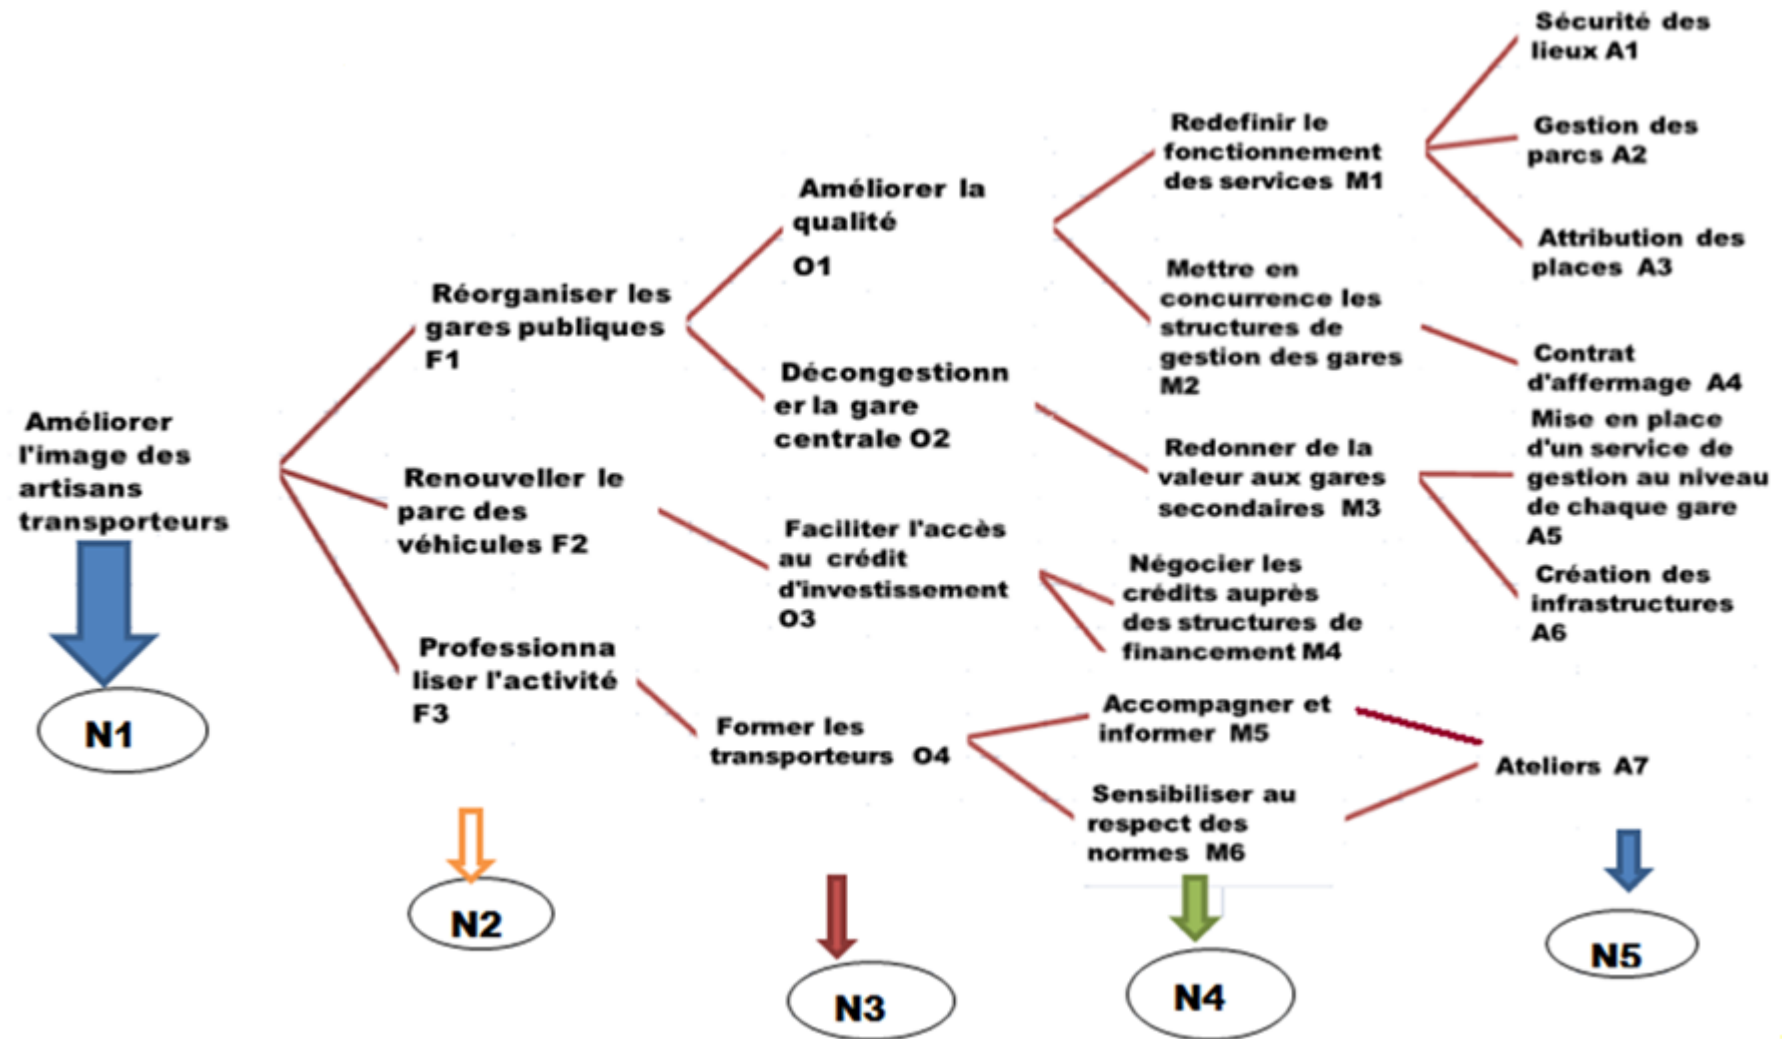 Améliorer
l'image des
artisans
transporteurs
N1
Réorganiser les
gares publiques
F1
Renouveller le
parc des
véhicules F2
Professionna
liser l'activité
F3
N2
Améliorer la
qualité
O1
Décongestionn
er la gare
centrale O2
Faciliter l'accès
au crédit
d'investissement
O3
Former les
transporteurs O4
N3
Redefinir le
fonctionnement
des services M1
Mettre en
concurrence les
structures de
gestion des gares
M2
Redonner de la
valeur aux gares
secondaires M3
Négocier les
crédits auprès
des structures de
financement M4
Accompagner et
informer M5
Sensibiliser au
respect des
normes M6
N4
Sécurité des
lieux A1
Gestion des
parcs A2
Attribution des
places A3
Contrat
d'affermage A4
Mise en place
d'un service de
gestion au niveau
de chaque gare
A5
Création des
infrastructures
A6
Ateliers A7
N5